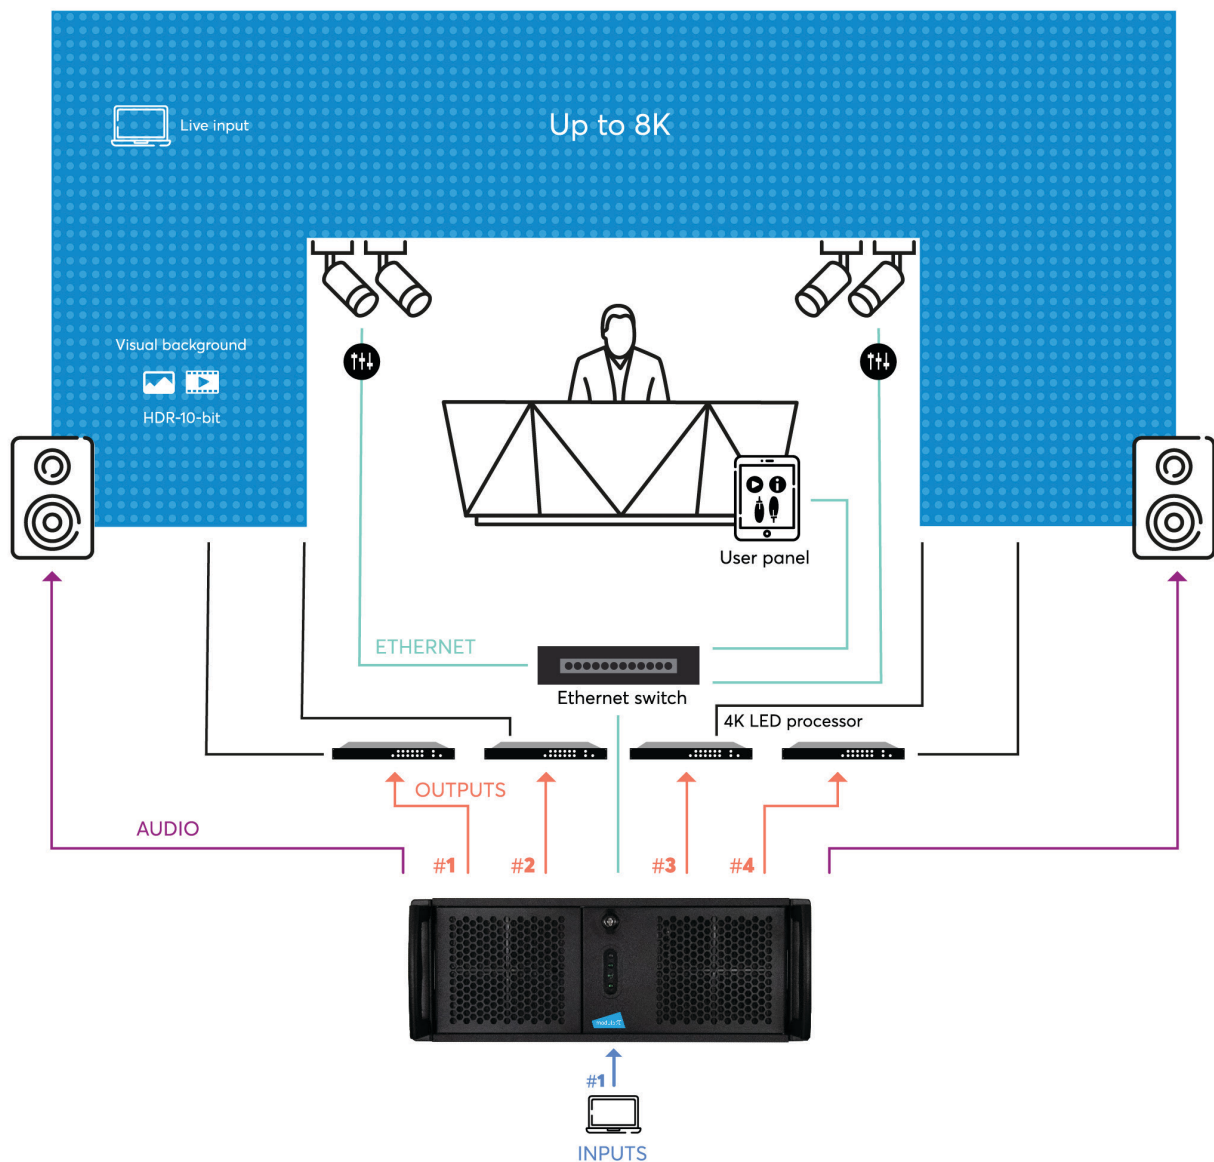 Live input
Up to 8K
Visual background
HDR-10-bit
User panel
ETHERNET
Ethernet switch
4K LED processor
OUTPUTS
AUDIO
#1
#2
#3
#4
#1
INPUTS